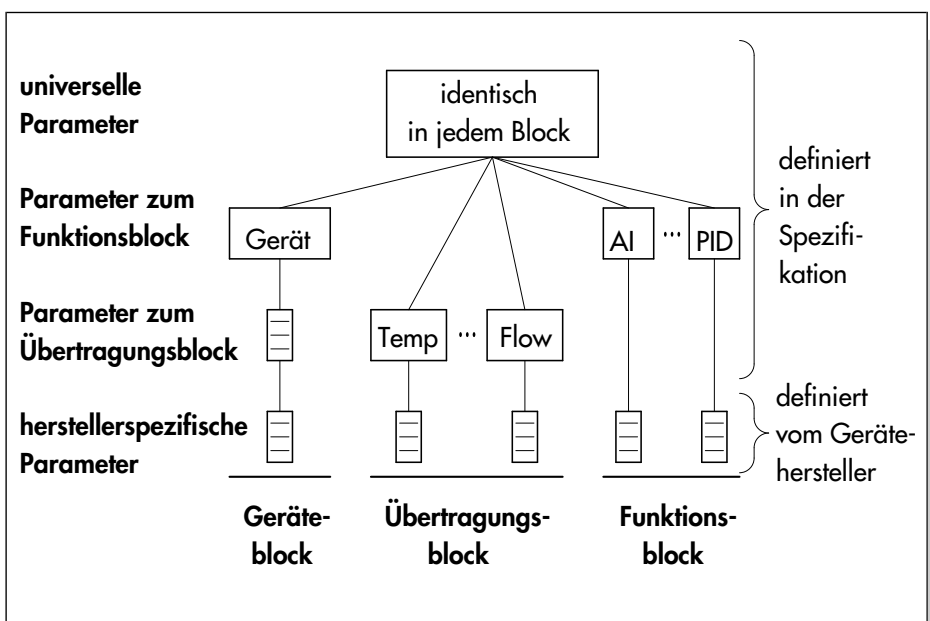 universelle
Parameter
identisch
in jedem Block
definiert
in der
Spezifi-
kation
Parameter zum
Funktionsblock
Gerät
AI
...
PID
Parameter zum
Übertragungsblock
Temp
...
Flow
herstellerspezifische
Parameter
definiert
vom Geräte-
hersteller
Geräte-
block
Übertragungs-
block
Funktions-
block